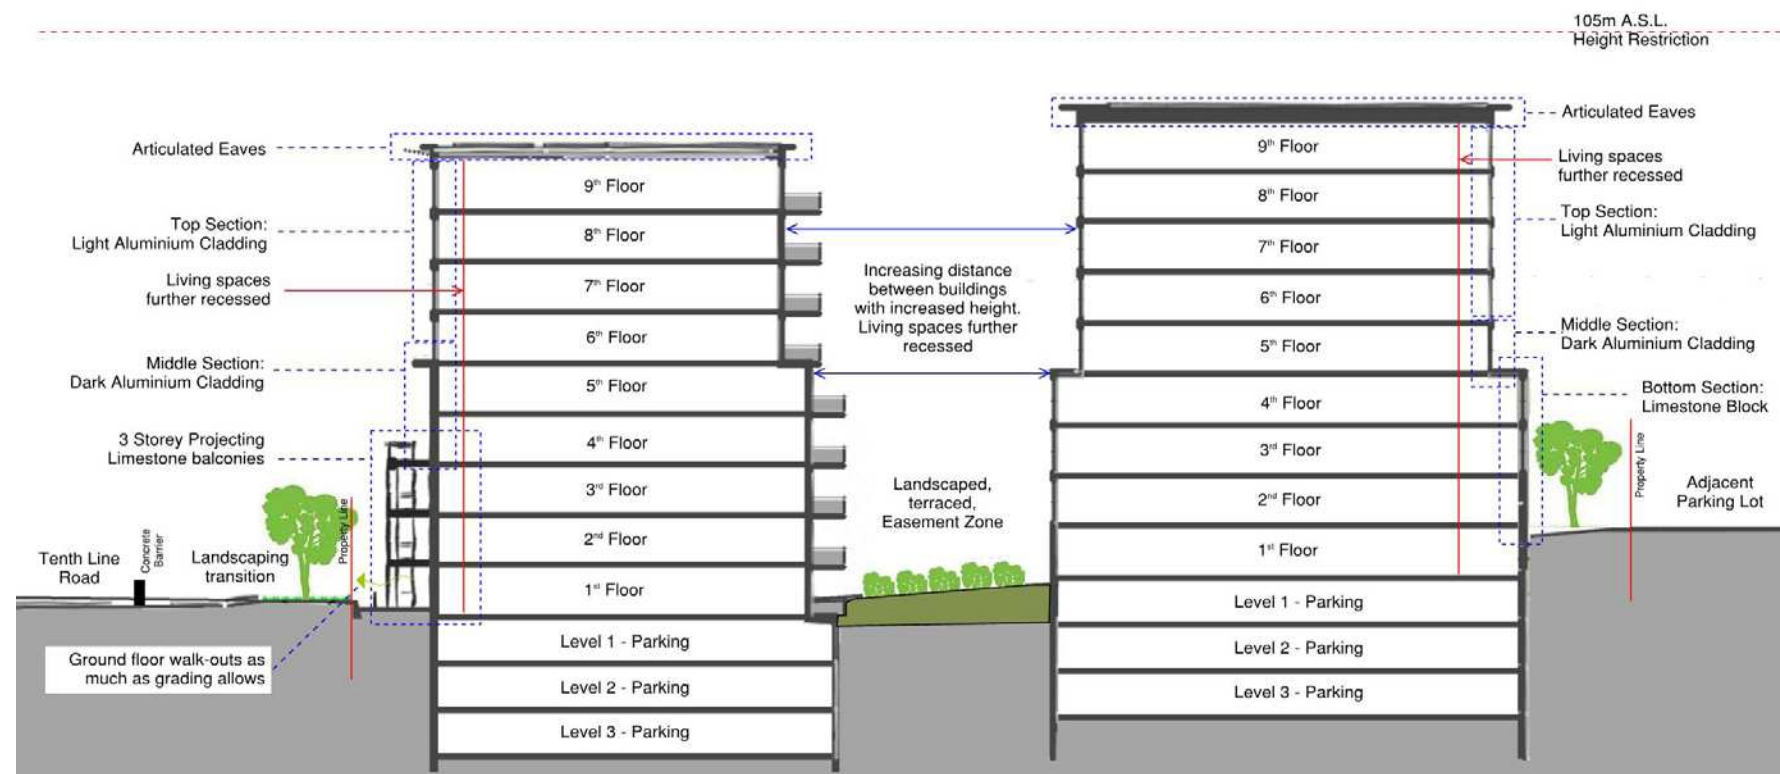 105m A.S.L.
Height Restriction
Articulated Eaves
Top Section:
Light Aluminium Cladding
Living spaces
further recessed
Middle Section:
Dark Aluminium Cladding
3 Storey Projecting
Limestone balconies
Tenth Line
Road
Concrete
Barrier
Landscaping
transition
Property Line
Ground floor walk-outs as
much as grading allows
9th Floor
8th Floor
7th Floor
6th Floor
5th Floor
4th Floor
3rd Floor
2nd Floor
1st Floor
Level 1 - Parking
Level 2 - Parking
Level 3 - Parking
Increasing distance
between buildings
with increased height.
Living spaces further
recessed
Landscaped,
terraced,
Easement Zone
9th Floor
8th Floor
7th Floor
6th Floor
5th Floor
4th Floor
3rd Floor
2nd Floor
1st Floor
Level 1 - Parking
Level 2 - Parking
Level 3 - Parking
Articulated Eaves
Living spaces
further recessed
Top Section:
Light Aluminium Cladding
Middle Section:
Dark Aluminium Cladding
Bottom Section:
Limestone Block
Property Line
Adjacent
Parking Lot